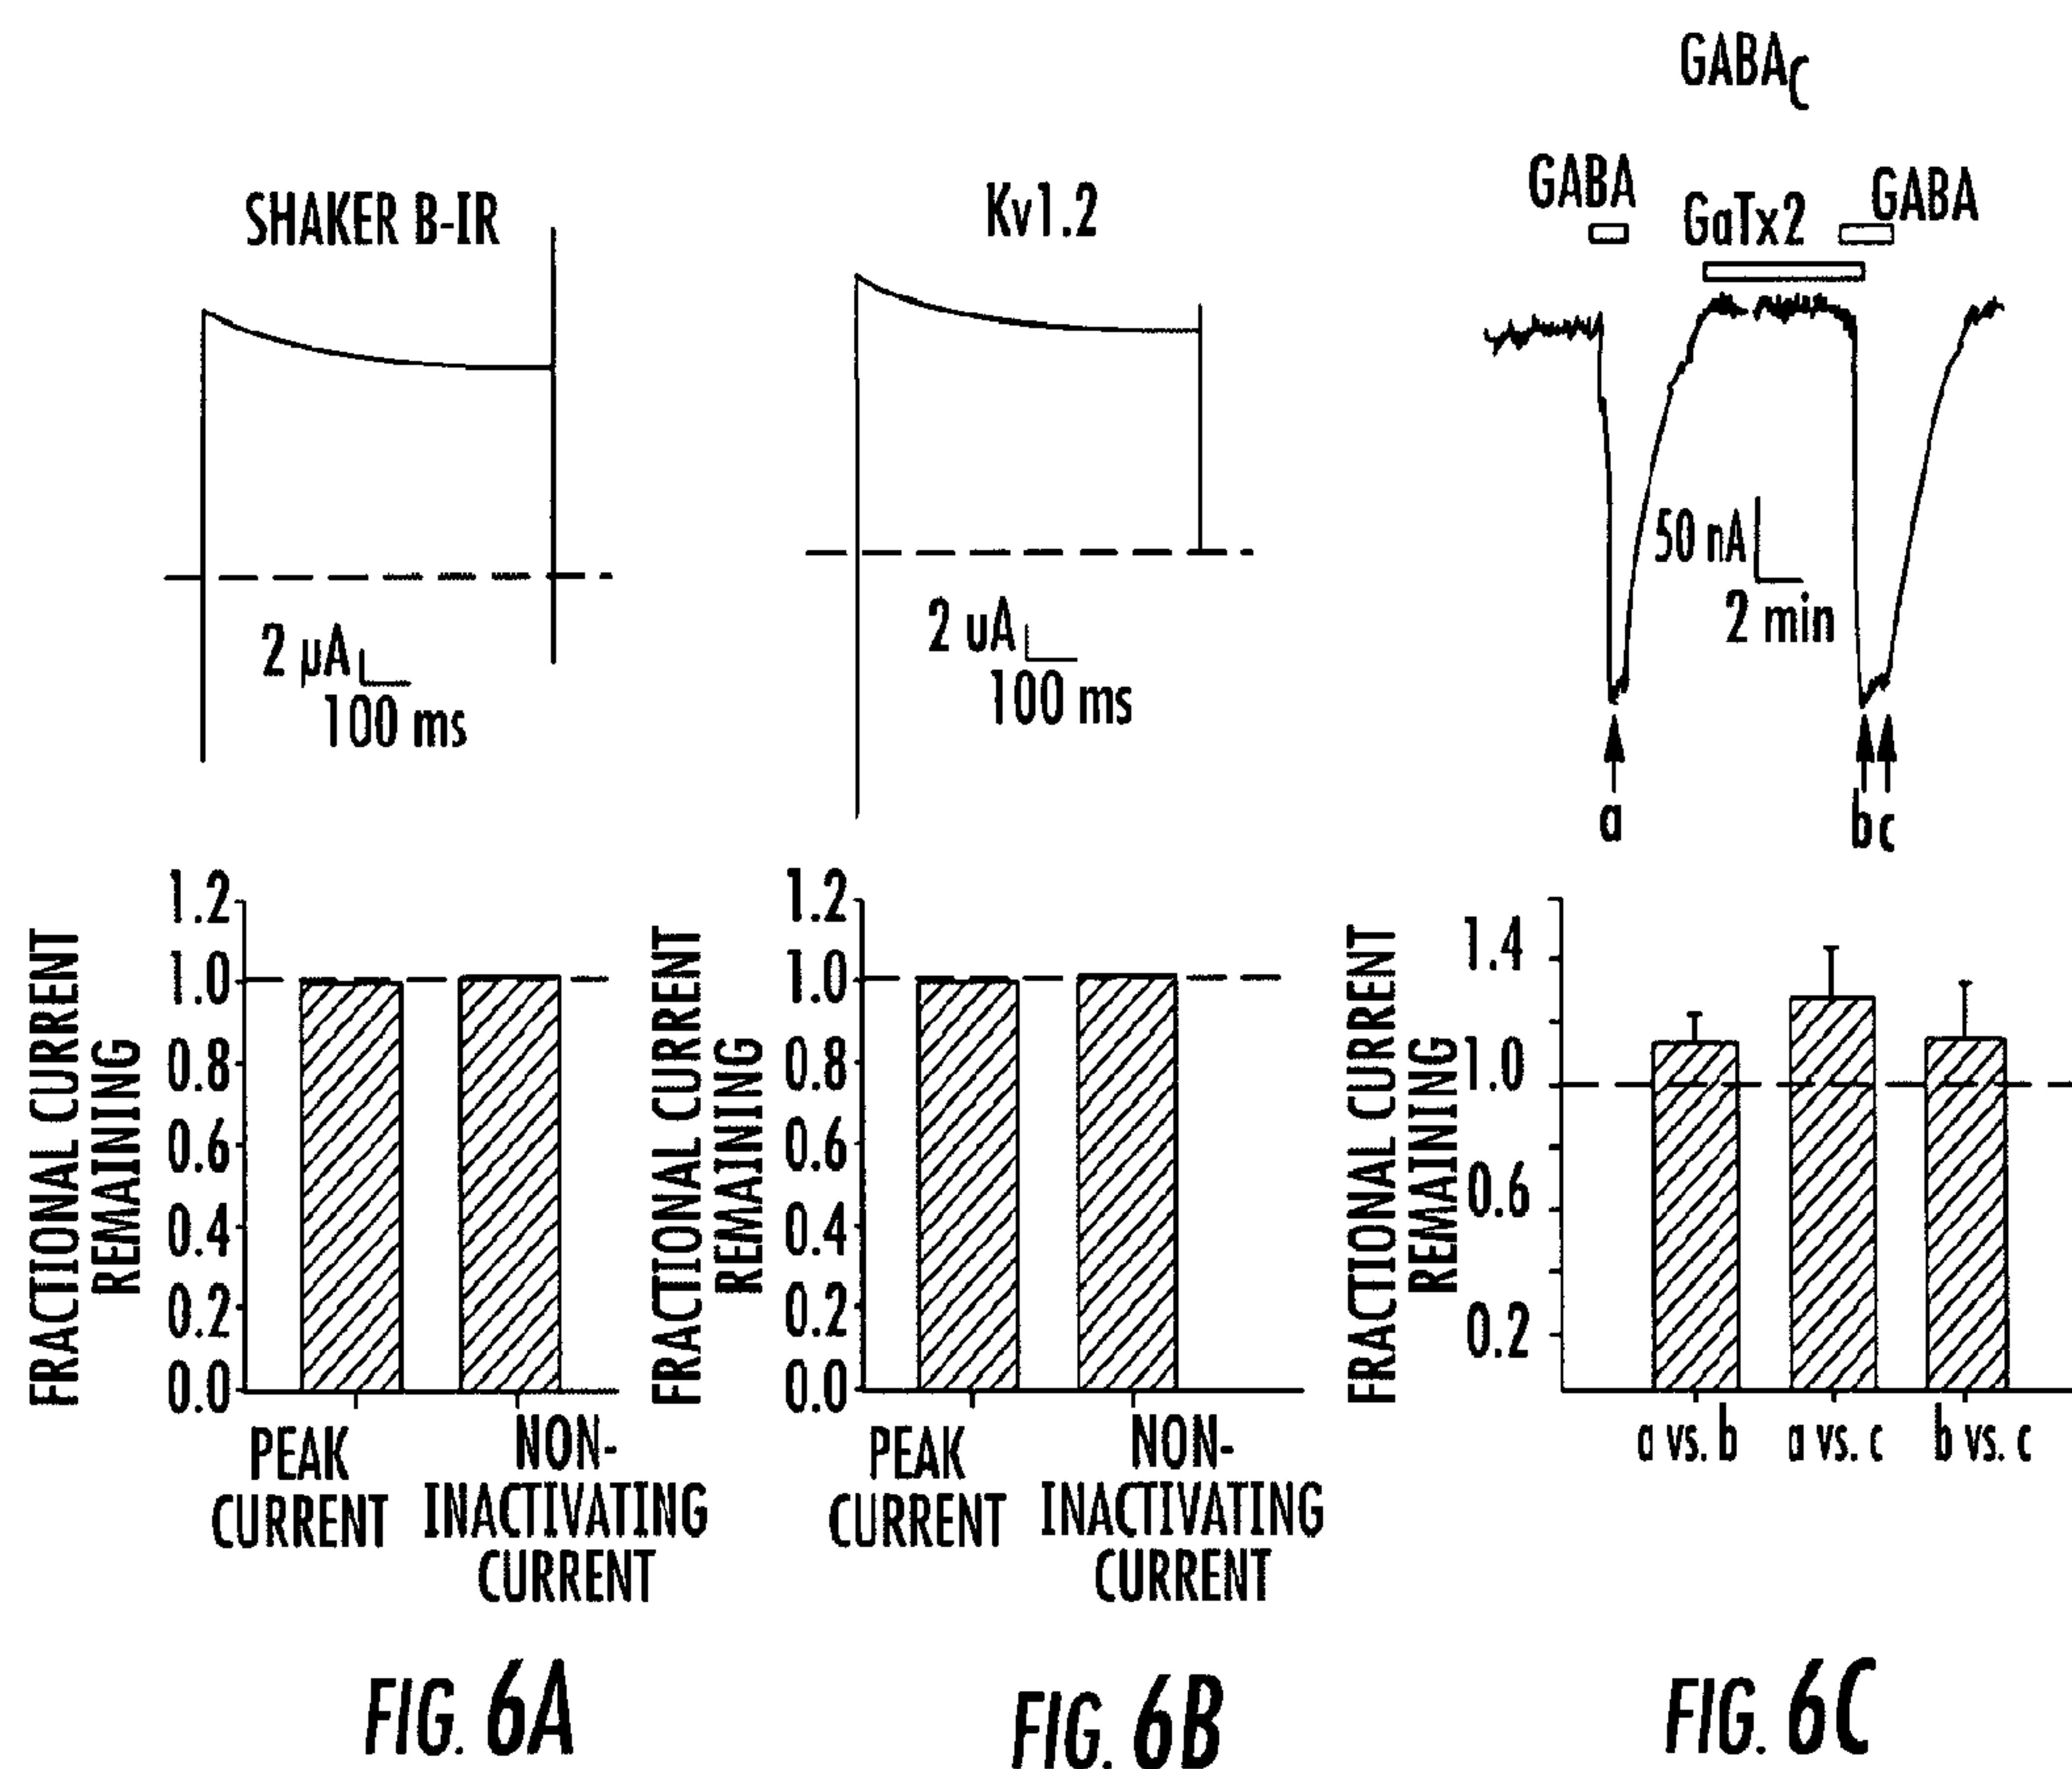 SHAKER B-IR
2 µA
100 ms
1.2
1.0
0.8
0.6
0.4
0.2
0.0
FRACTIONAL CURRENT
REMAINING
PEAK
CURRENT
NON-
INACTIVATING
CURRENT
FIG. 6A
Kv1.2
2 uA
100 ms
1.2
1.0
0.8
0.6
0.4
0.2
0.0
FRACTIONAL CURRENT
REMAINING
PEAK
CURRENT
NON-
INACTIVATING
CURRENT
FIG. 6B
GABAC
GABA
GaTx2
GABA
50 nA
2 min
a
b c
1.4
1.0
0.6
0.2
FRACTIONAL CURRENT
REMAINING
a vs. b
a vs. c
b vs. c
FIG. 6C